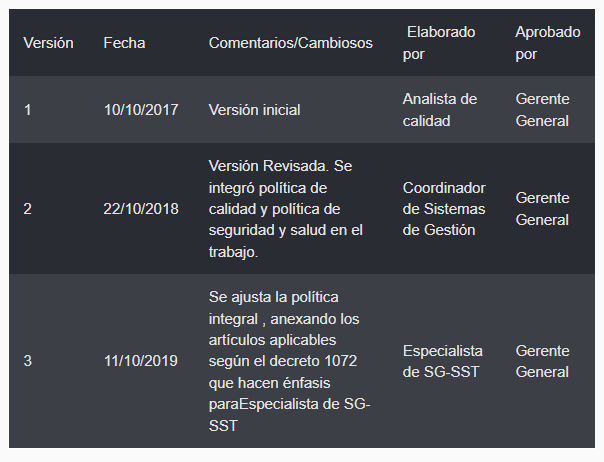 Versión
Fecha
Comentarios/Cambiosos
Elaborado
por
Aprobado
por
1
10/10/2017
Versión inicial
Analista de
calidad
Gerente
General
2
22/10/2018
Versión Revisada. Se
integró política de
calidad y política de
seguridad y salud en el
trabajo.
Coordinador
de Sistemas
de Gestión
Gerente
General
3
11/10/2019
Se ajusta la política
integral , anexando los
artículos aplicables
según el decreto 1072
que hacen énfasis
paraEspecialista de SG-
SST
Especialista
de SG-SST
Gerente
General